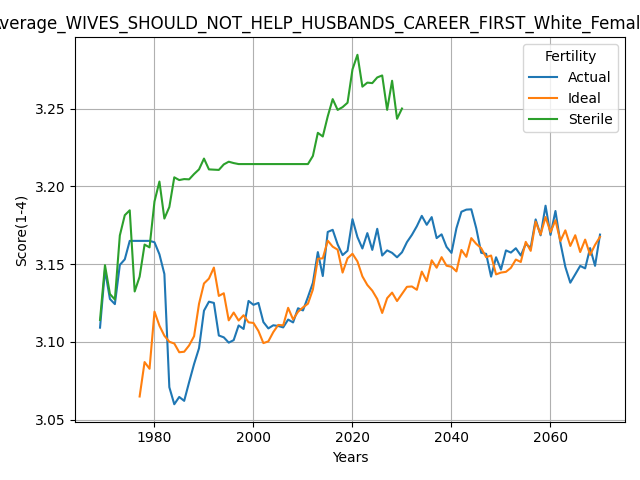 Average_WIVES_SHOULD_NOT_HELP_HUSBANDS_CAREER_FIRST_White_Femal
Fertility
Actual
Ideal
Sterile
3.25
3.20
3.15
3.10
3.05
Score(1-4)
1980 2000 2020 2040 2060
Years